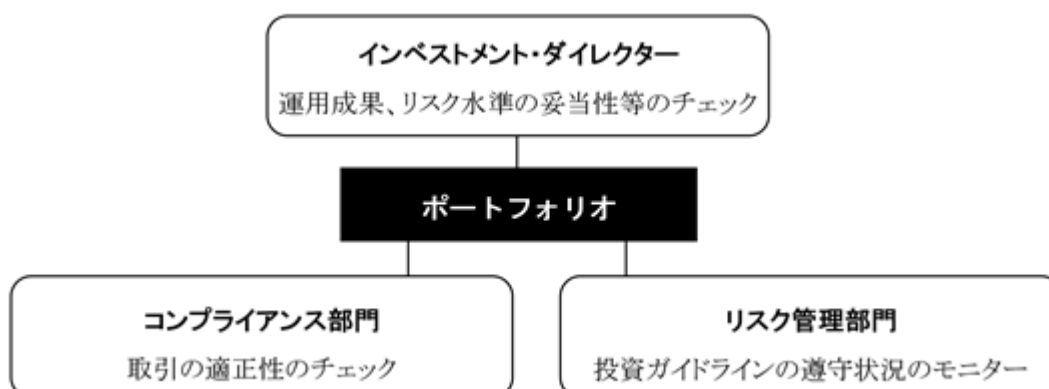 インベストメント・ダイレクター
運用成果、リスク水準の妥当性等のチェック
ポートフォリオ
コンプライアンス部門
取引の適正性のチェック
リスク管理部門
投資ガイドラインの遵守状況のモニター